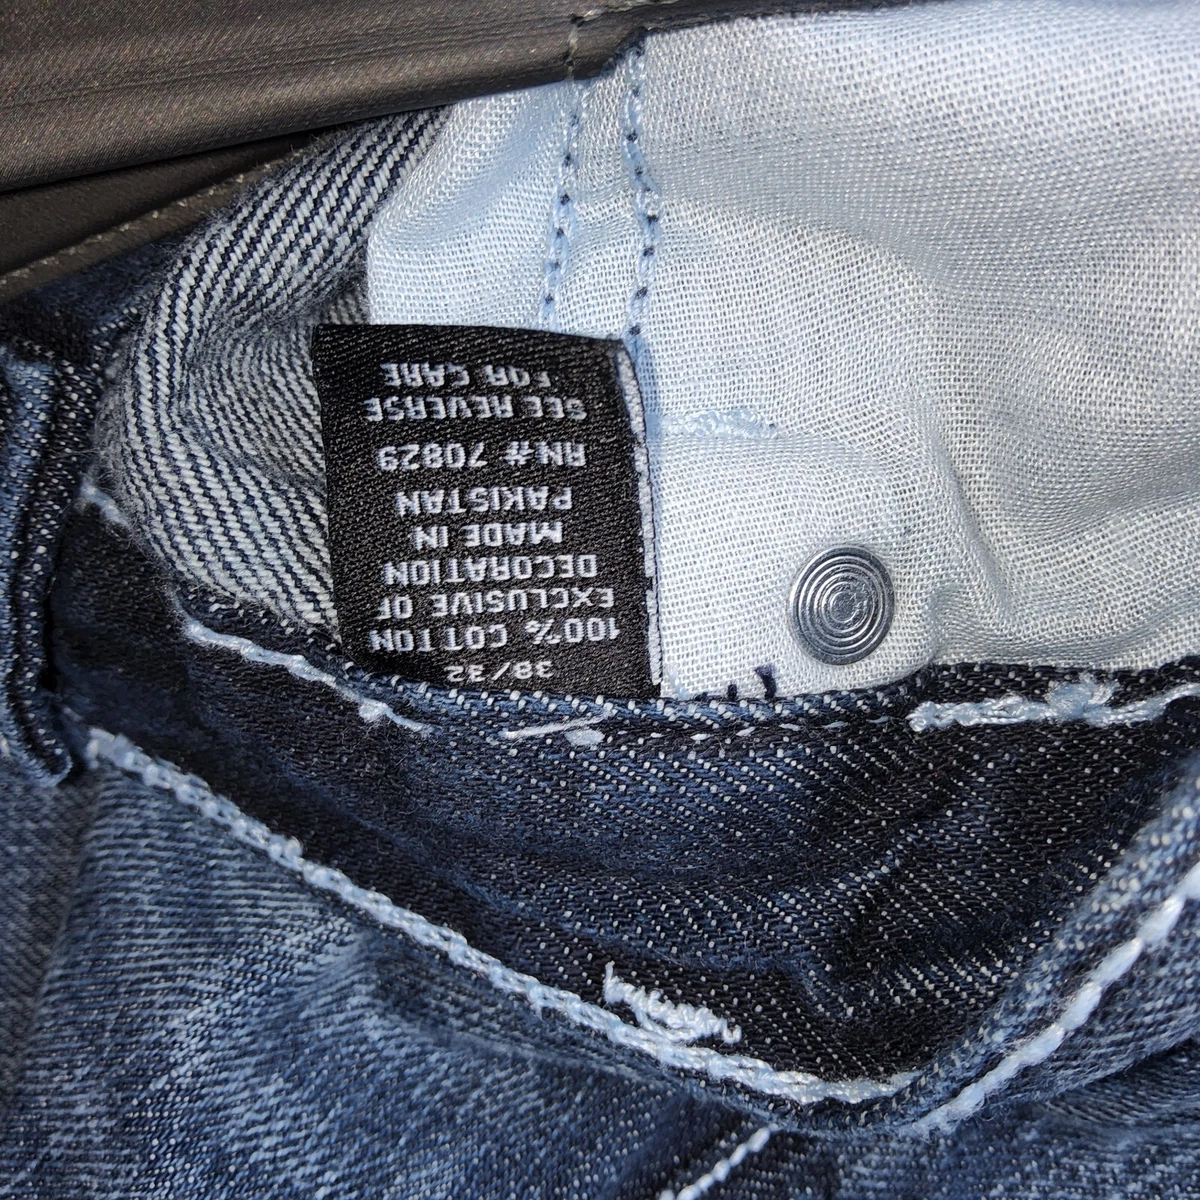 38/32
100% COTTON
EXCLUSIVE OF
DECORATION
MADE IN
PAKISTAN
RN# 70829
SEE REVERSE
FOR CARE